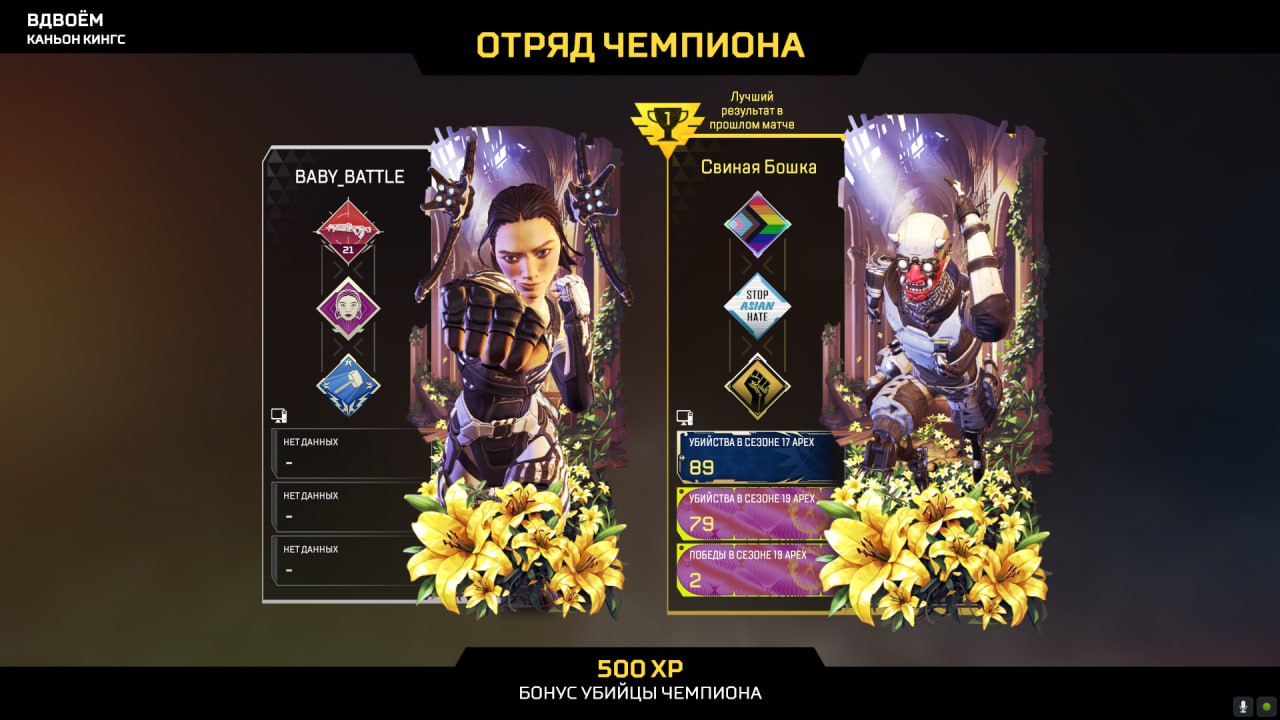 ВДВОЁМ
КАНЬОН КИНГС
ОТРЯД ЧЕМПИОНА
1
Лучший
результат в
прошлом матче
BABY_BATTLE
21
НЕТ ДАННЫХ
-
НЕТ ДАННЫХ
-
НЕТ ДАННЫХ
-
Свиная Бошка
STOP
ASIAN
HATE
УБИЙСТВА В СЕЗОНЕ 17 APEX
89
УБИЙСТВА В СЕЗОНЕ 19 APEX
79
ПОБЕДЫ В СЕЗОНЕ 19 APEX
2
500 XP
БОНУС УБИЙЦЫ ЧЕМПИОНА